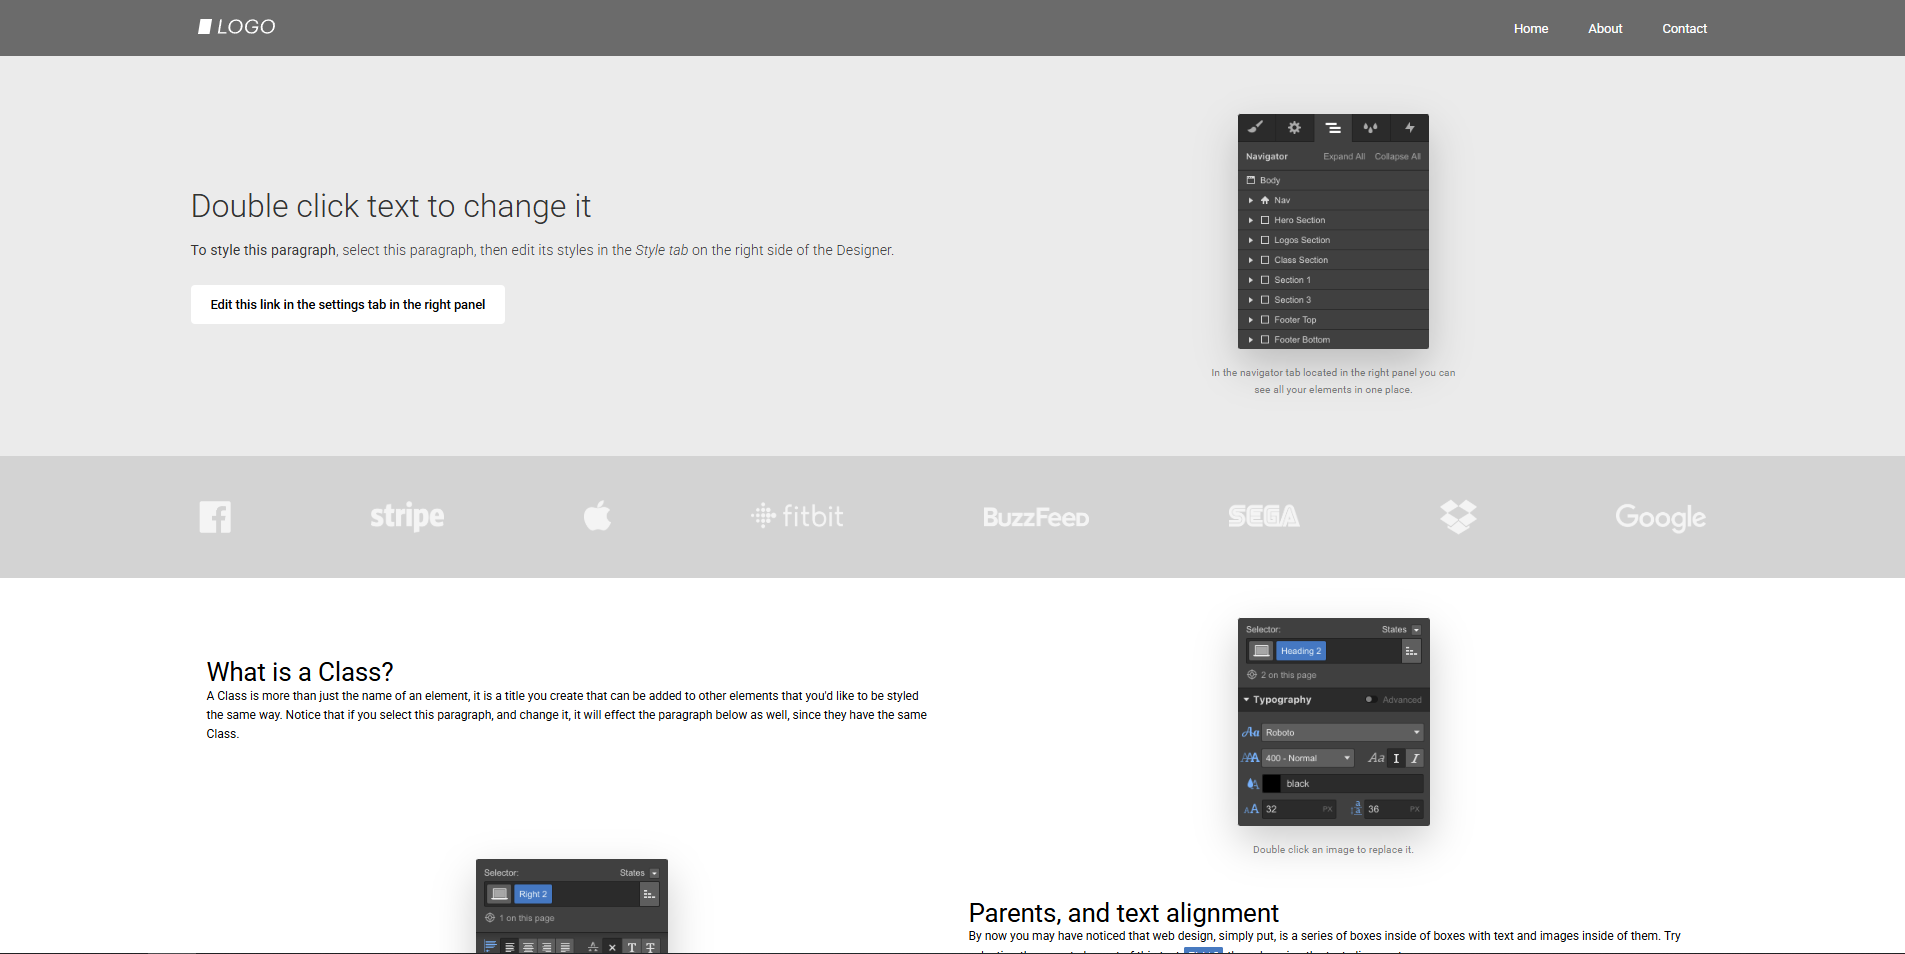 LOGO
Home About Contact
Double click text to change it
To style this paragraph, select this paragraph, then edit its styles in the Style tab on the right side of the Designer.
Edit this link in the settings tab in the right panel
Navigator Expand All Collapse All
Body
Nav
Hero Section
Logos Section
Class Section
Section 1
Section 3
Footer Top
Footer Bottom
In the navigator tab located in the right panel you can
see all your elements in one place.
stripe fitbit BuzzFeed SEGA Google
What is a Class?
A Class is more than just the name of an element, it is a title you create that can be added to other elements that you'd like to be styled
the same way. Notice that if you select this paragraph, and change it, it will effect the paragraph below as well, since they have the same
Class.
Selector: States
Heading 2
2 on this page
Typography Advanced
Roboto
400 - Normal
black
32 PX 36 PX
Double click an image to replace it.
Selector: States
Right 2
1 on this page
Parents, and text alignment
By now you may have noticed that web design, simply put, is a series of boxes inside of boxes with text and images inside of them. Try